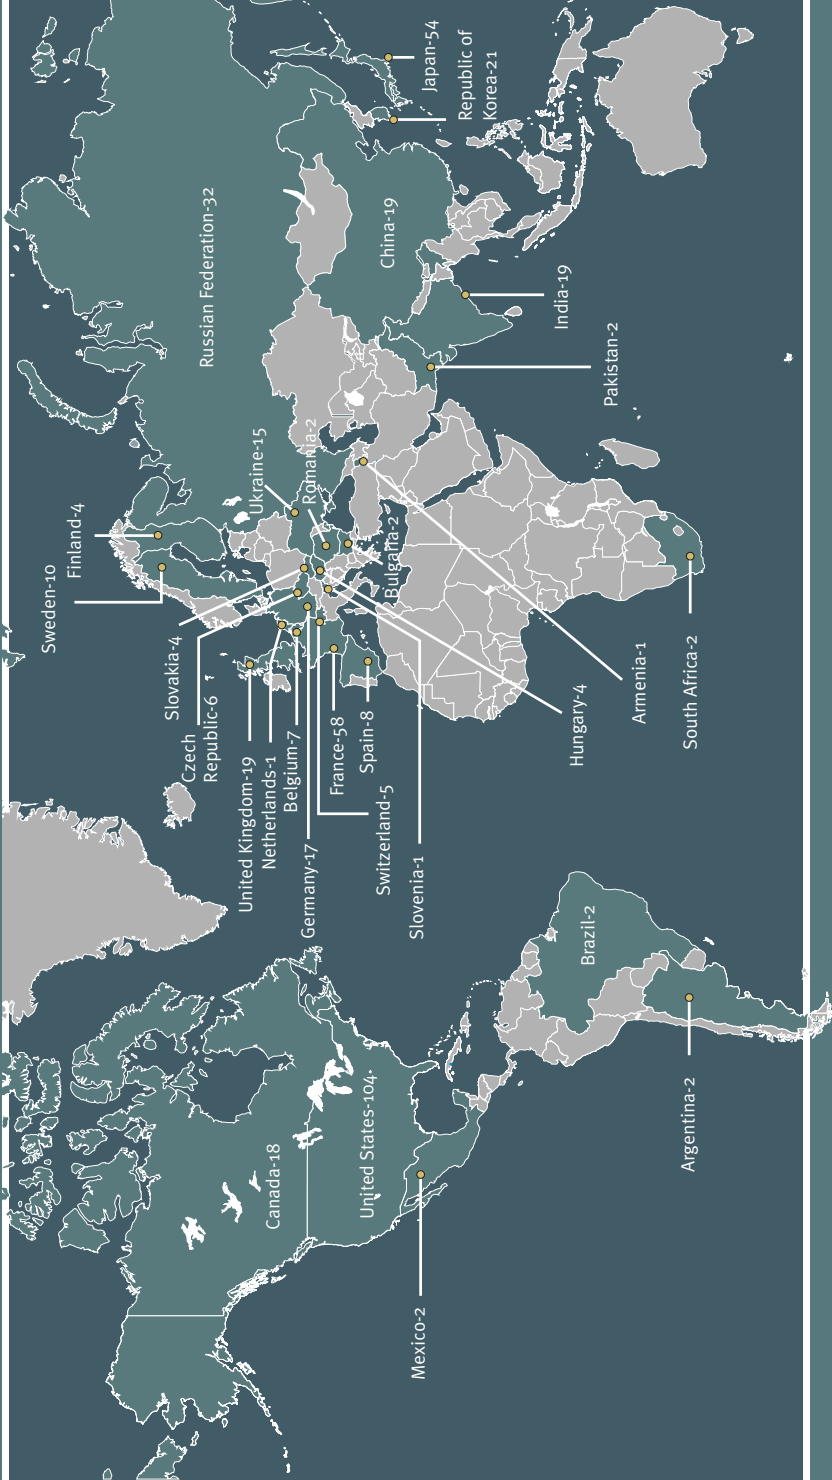 Sweden-10
Finland-4
Slovakia-4
Czech
Republic-6
United Kingdom-19
Netherlands-1
Belgium-7
Germany-17
France-58
Spain-8
Switzerland-5
Slovenia-1
Hungary-4
Armenia-1
Ukraine-15
Romania-2
Bulgaria-2
Russian Federation-32
China-19
Japan-54
Republic of
Korea-21
India-19
Pakistan-2
South Africa-2
Canada-18
United States-104
Mexico-2
Brazil-2
Argentina-2